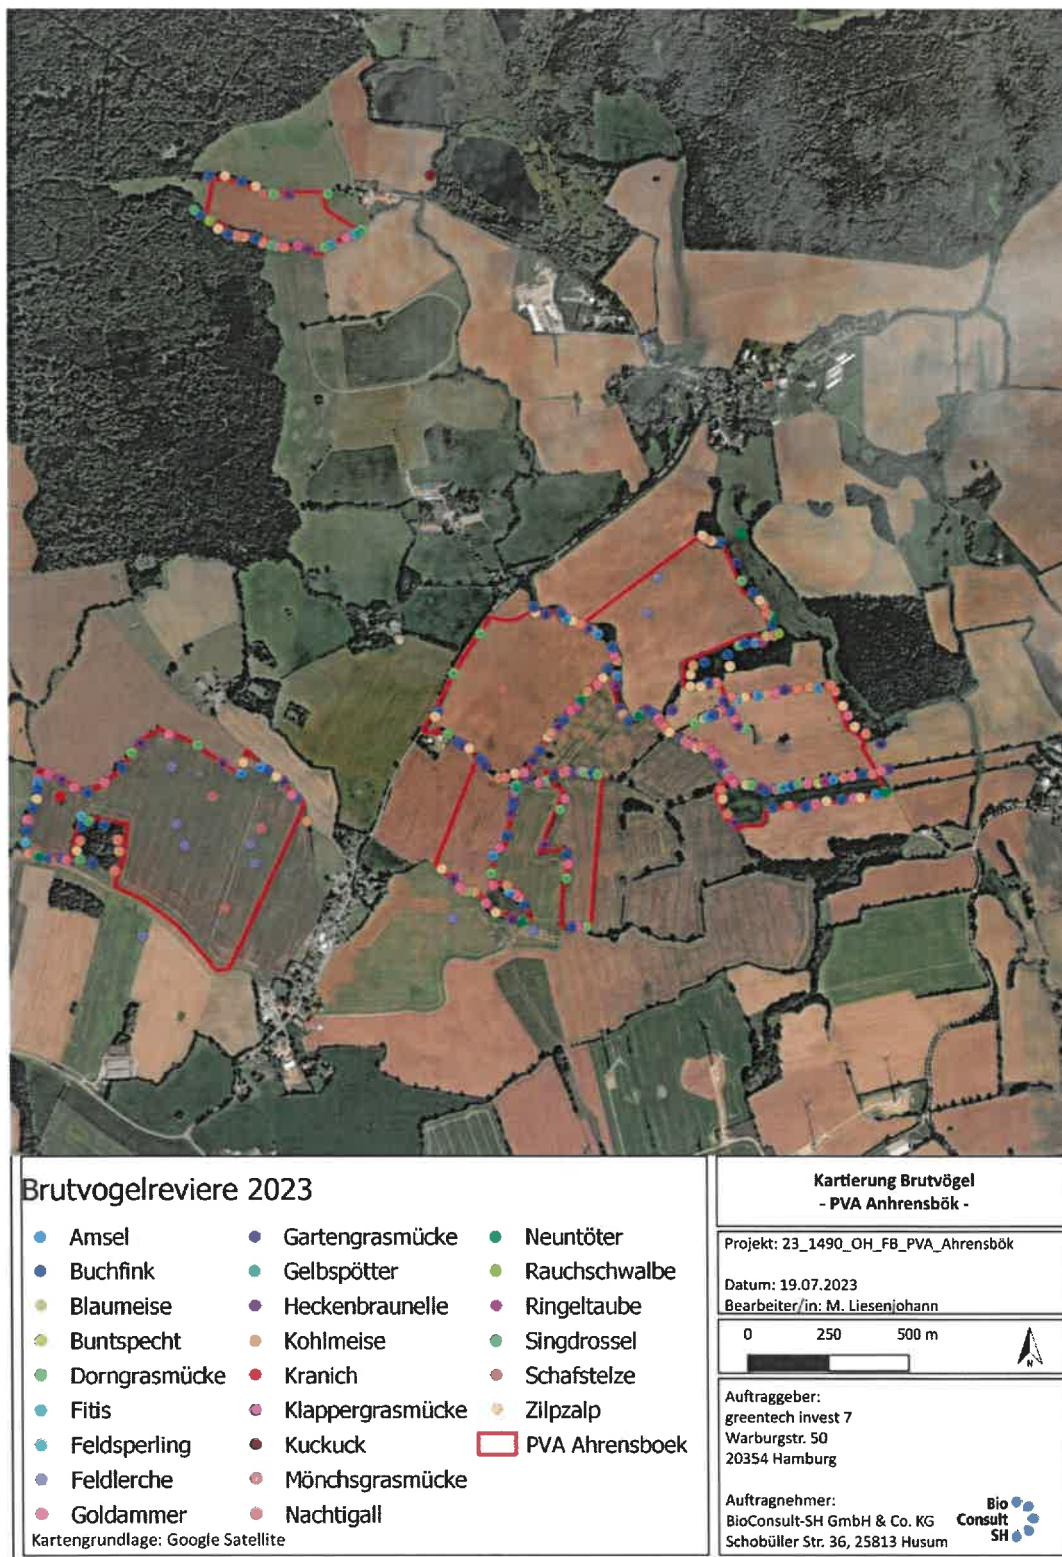 Brutvogelreviere 2023
Amsel
Buchfink
Blaumeise
Buntspecht
Dorngrasmücke
Fitis
Feldsperling
Feldlerche
Goldammer
Gartengrasmücke
Gelbspötter
Heckenbraunelle
Kohlmeise
Kranich
Klappergrasmücke
Kuckuck
Mönchsgrasmücke
Nachtigall
Neuntöter
Rauchschwalbe
Ringeltaube
Singdrossel
Schafstelze
Zilpzalp
PVA Ahrensboek
Kartengrundlage: Google Satellite
Kartierung Brutvögel
- PVA Anhrensbök -
Projekt: 23_1490_OH_FB_PVA_Ahrensbök
Datum: 19.07.2023
Bearbeiter/in: M. Liesenjohann
0 250 500 m
N
Auftraggeber:
greentech invest 7
Warburgstr. 50
20354 Hamburg
Auftragnehmer:
BioConsult-SH GmbH & Co. KG
Schobüller Str. 36, 25813 Husum
Bio
Consult
SH